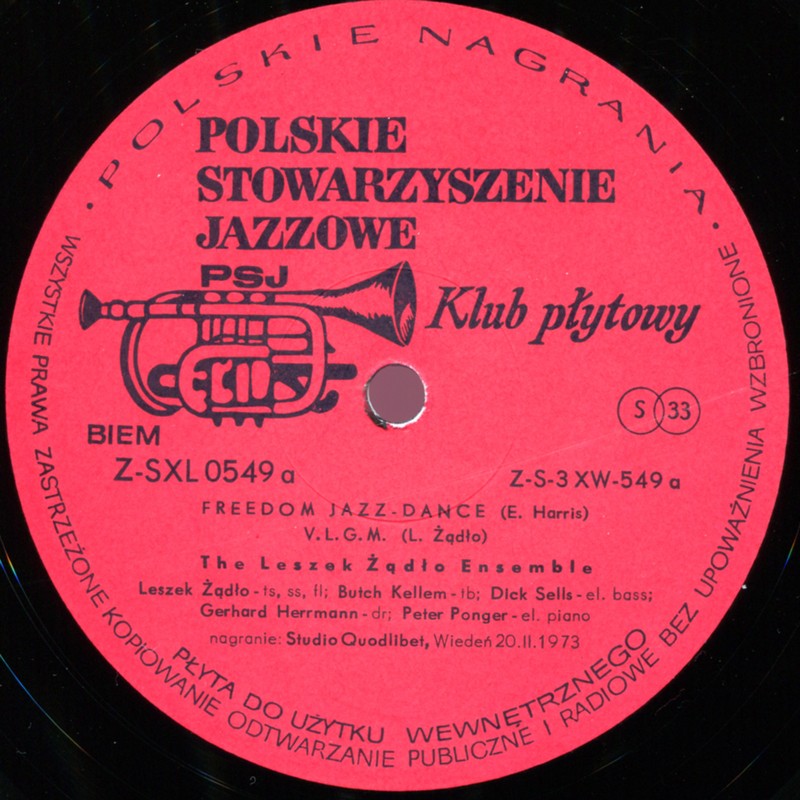 · POLSKIE NAGRANIA ·
POLSKIE
STOWARZYSZENIE
JAZZOWE
PSJ
Klub płytowy
S 33
BIEM
Z-SXL 0549 a
Z-S-3 XW-549 a
FREEDOM JAZZ-DANCE (E. Harris)
V.L.G.M. (L. Żądło)
The Leszek Żądło Ensemble
Leszek Żądło - ts, ss, fl; Butch Kellem - tb; Dick Sells - el. bass;
Gerhard Herrmann - dr; Peter Ponger - el. piano
nagranie: Studio Quodlibet, Wiedeń 20.II.1973
PŁYTA DO UŻYTKU WEWNĘTRZNEGO
WSZYSTKIE PRAWA ZASTRZEŻONE KOPIOWANIE ODTWARZANIE PUBLICZNE I RADIOWE BEZ UPOWAŻNIENIA WZBRONIONE